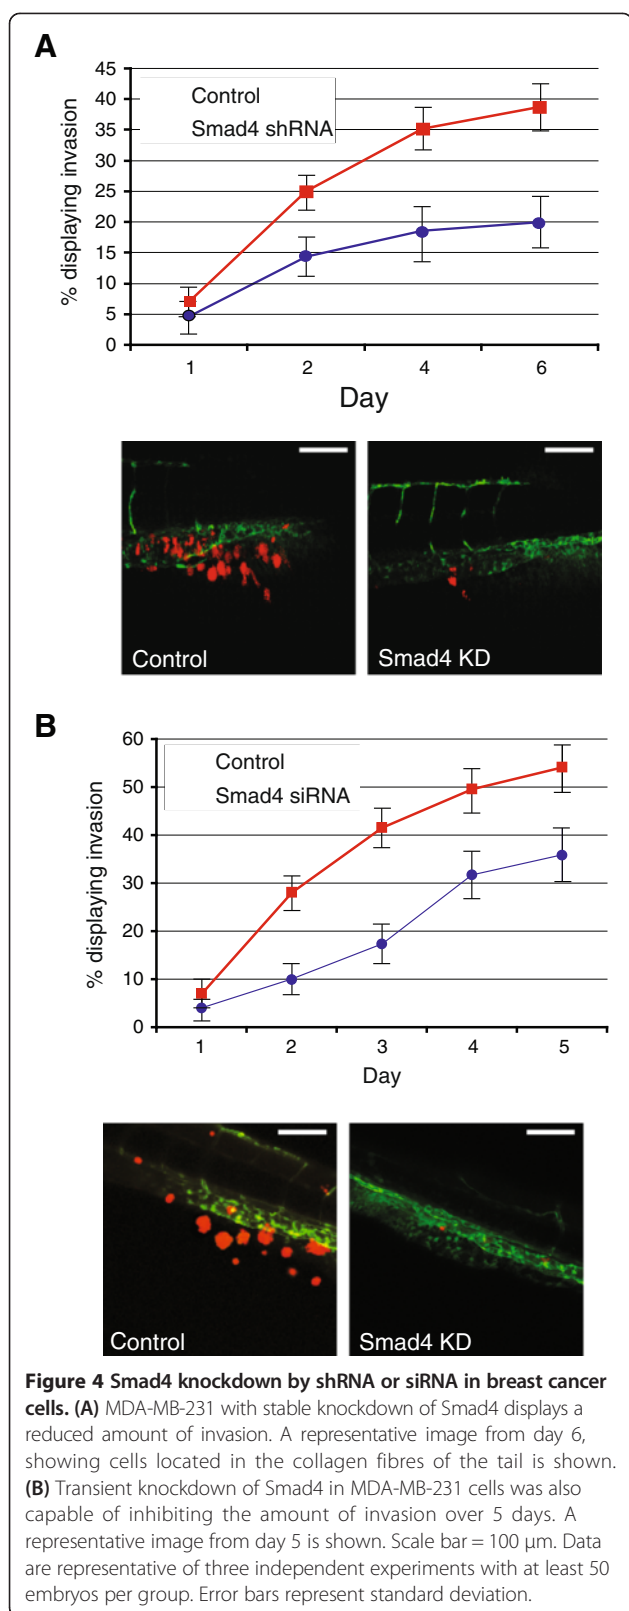 A
45
40
35
30
25
20
15
10
5
0
% displaying invasion
Control
Smad4 shRNA
1 2 4 6
Day
Control
Smad4 KD
B
60
50
40
30
20
10
0
% displaying invasion
Control
Smad4 siRNA
1 2 3 4 5
Day
Control
Smad4 KD
Figure 4 Smad4 knockdown by shRNA or siRNA in breast cancer
cells. (A) MDA-MB-231 with stable knockdown of Smad4 displays a
reduced amount of invasion. A representative image from day 6,
showing cells located in the collagen fibres of the tail is shown.
(B) Transient knockdown of Smad4 in MDA-MB-231 cells was also
capable of inhibiting the amount of invasion over 5 days. A
representative image from day 5 is shown. Scale bar = 100 μm. Data
are representative of three independent experiments with at least 50
embryos per group. Error bars represent standard deviation.